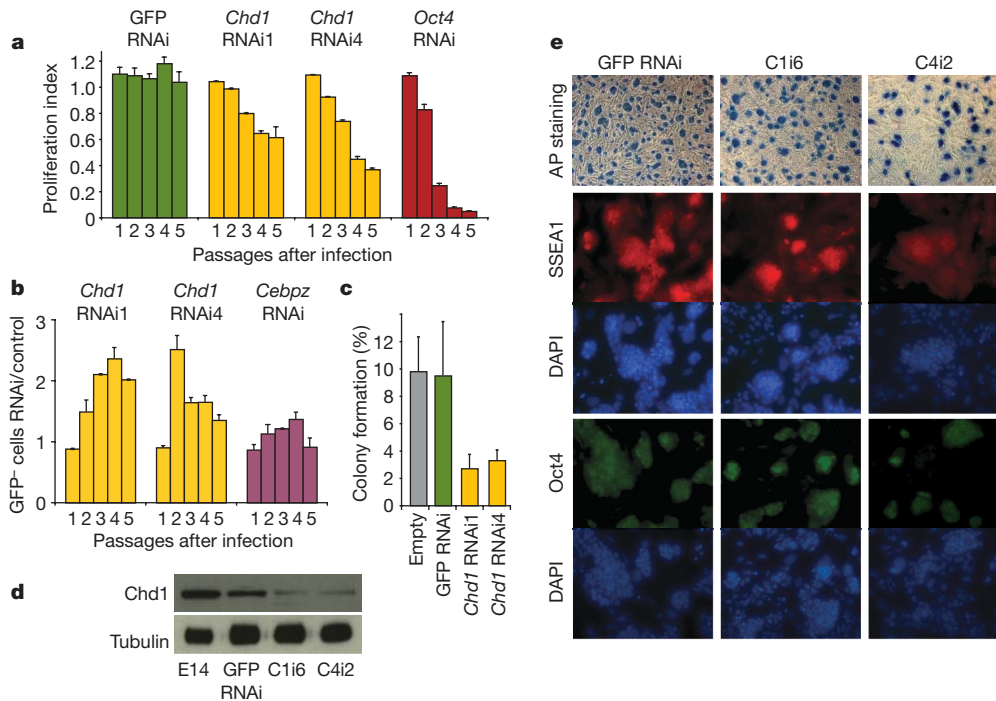 a
GFP RNAi
Chd1 RNAi1
Chd1 RNAi4
Oct4 RNAi
Proliferation index
1.2
1.0
0.8
0.6
0.4
0.2
0
1 2 3 4 5
1 2 3 4 5
1 2 3 4 5
1 2 3 4 5
Passages after infection
b
Chd1 RNAi1
Chd1 RNAi4
Cebpz RNAi
GFP⁻ cells RNAi/control
3
2
1
0
1 2 3 4 5
1 2 3 4 5
1 2 3 4 5
Passages after infection
c
Colony formation (%)
12
10
8
6
4
2
0
Empty
GFP RNAi
Chd1 RNAi1
Chd1 RNAi4
d
Chd1
Tubulin
E14
GFP RNAi
C1i6
C4i2
e
GFP RNAi
C1i6
C4i2
AP staining
SSEA1
DAPI
Oct4
DAPI